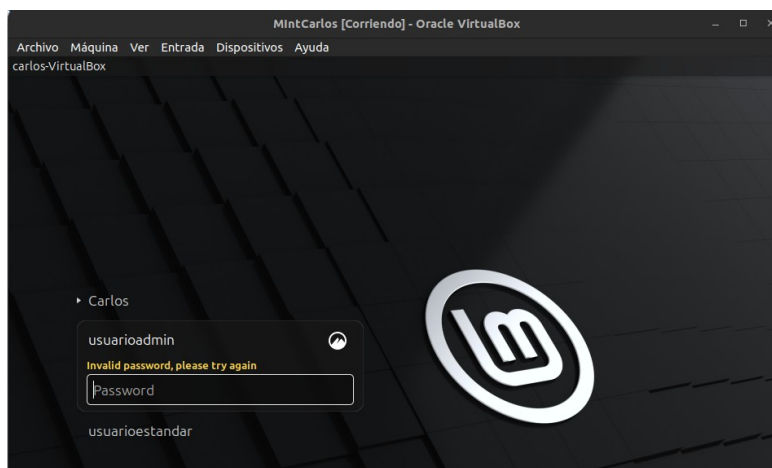 MIntCarlos [Corriendo] - Oracle VirtualBox
Archivo Máquina Ver Entrada Dispositivos Ayuda
carlos-VirtualBox
Carlos
usuarioadmin
Invalid password, please try again
Password
usuarioestandar